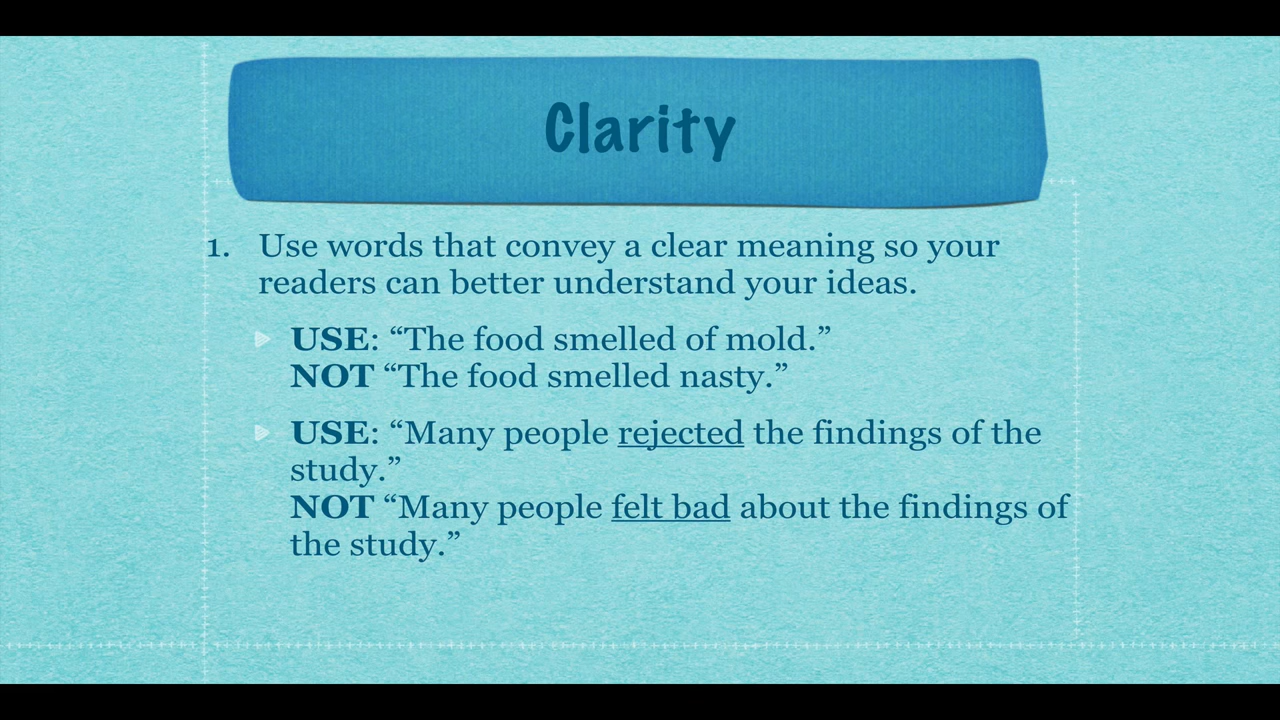 Clarity
1. Use words that convey a clear meaning so your
readers can better understand your ideas.
USE: “The food smelled of mold.”
NOT “The food smelled nasty.”
USE: “Many people rejected the findings of the
study.”
NOT “Many people felt bad about the findings of
the study.”